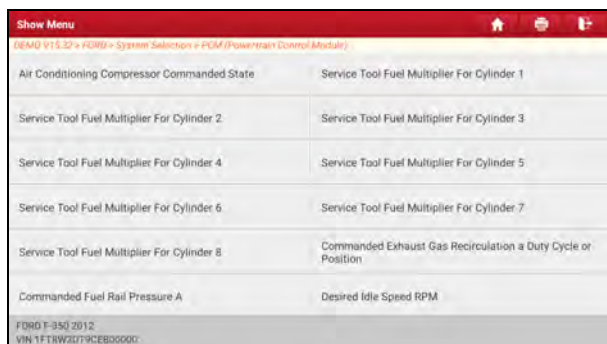 Show Menu
DEMO V15.32 > FORD > System Selection > PCM (Powertrain Control Module)
Air Conditioning Compressor Commanded State
Service Tool Fuel Multiplier For Cylinder 1
Service Tool Fuel Multiplier For Cylinder 2
Service Tool Fuel Multiplier For Cylinder 3
Service Tool Fuel Multiplier For Cylinder 4
Service Tool Fuel Multiplier For Cylinder 5
Service Tool Fuel Multiplier For Cylinder 6
Service Tool Fuel Multiplier For Cylinder 7
Service Tool Fuel Multiplier For Cylinder 8
Commanded Exhaust Gas Recirculation a Duty Cycle or
Position
Commanded Fuel Rail Pressure A
Desired Idle Speed RPM
FORD F-350 2012
VIN 1FTRW3DT9CEB00000